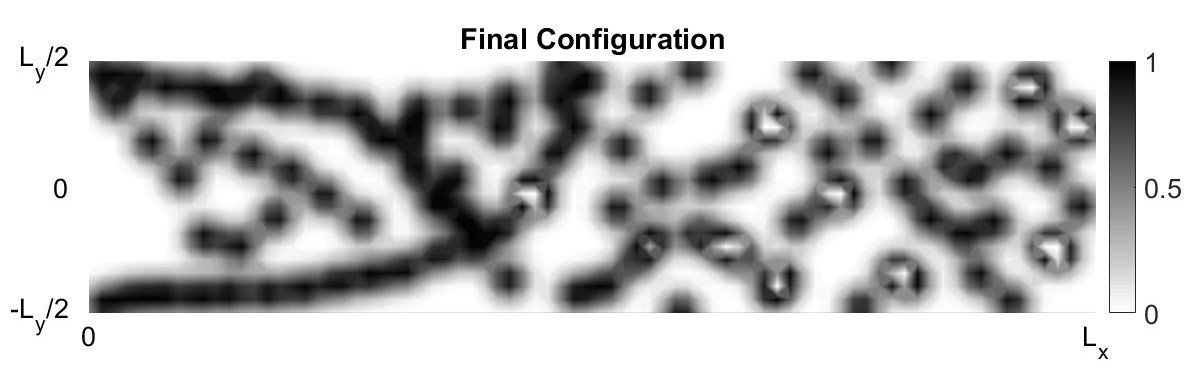 Final Configuration
L_y/2
0
-L_y/2
0
L_x
1
0.5
0